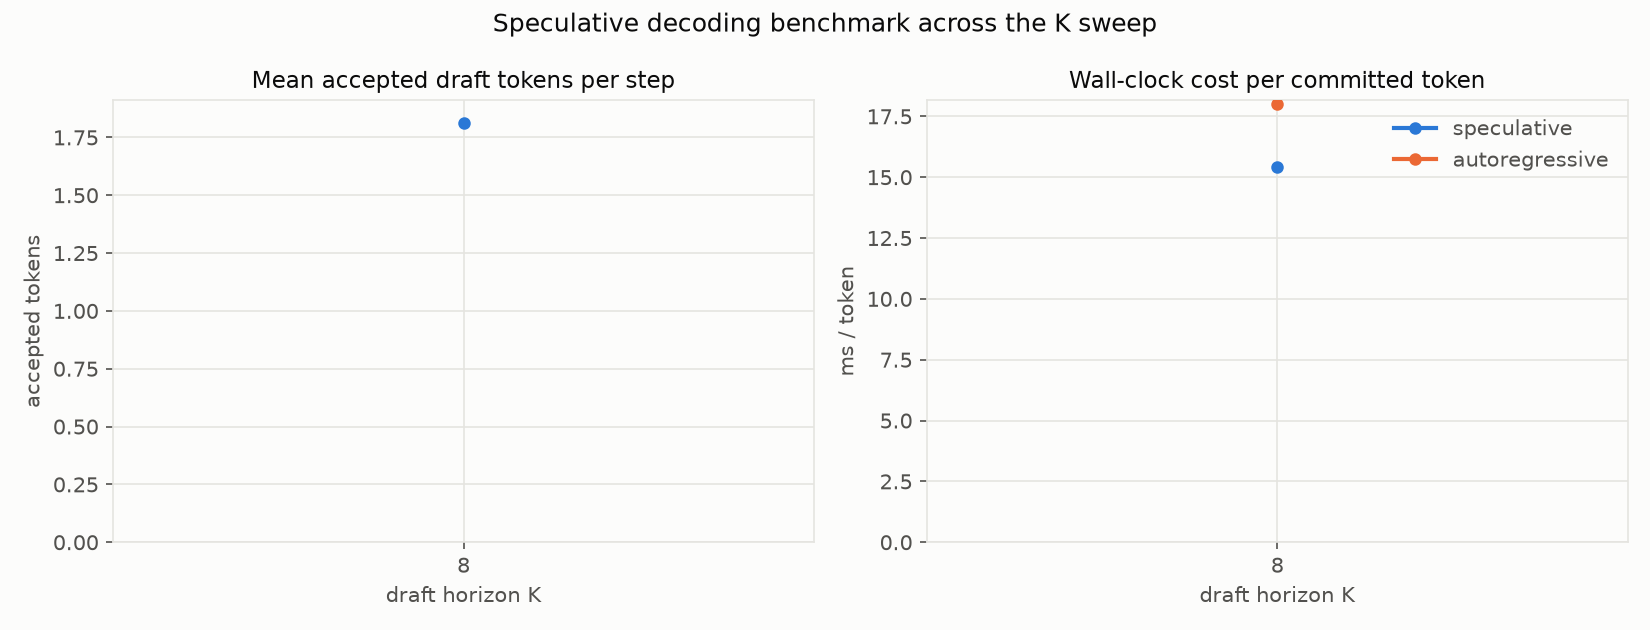 Speculative decoding benchmark across the K sweep
Mean accepted draft tokens per step
accepted tokens
1.75
1.50
1.25
1.00
0.75
0.50
0.25
0.00
8
draft horizon K
Wall-clock cost per committed token
ms / token
17.5
15.0
12.5
10.0
7.5
5.0
2.5
0.0
speculative
autoregressive
8
draft horizon K